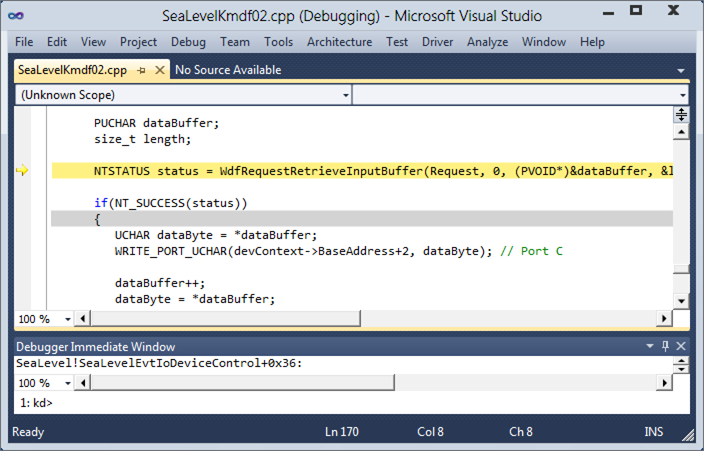 SeaLevelKmdf02.cpp (Debugging) - Microsoft Visual Studio
File Edit View Project Debug Team Tools Architecture Test Driver Analyze Window Help
SeaLevelKmdf02.cpp No Source Available
(Unknown Scope)
PUCHAR dataBuffer;
size_t length;
NTSTATUS status = WdfRequestRetrieveInputBuffer(Request, 0, (PVOID*)&dataBuffer, &l
if(NT_SUCCESS(status))
{
UCHAR dataByte = *dataBuffer;
WRITE_PORT_UCHAR(devContext->BaseAddress+2, dataByte); // Port C
dataBuffer++;
dataByte = *dataBuffer;
100 %
Debugger Immediate Window
SeaLevel!SeaLevelEvtIoDeviceControl+0x36:
100 %
1: kd>
Ready Ln 170 Col 8 Ch 8 INS